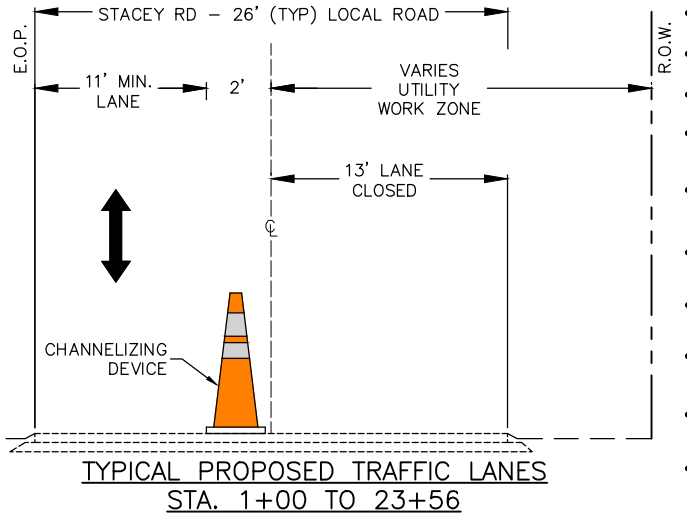 STACEY RD - 26' (TYP) LOCAL ROAD
E.O.P.
R.O.W.
11' MIN.
LANE
2'
VARIES
UTILITY
WORK ZONE
13' LANE
CLOSED
℄
CHANNELIZING
DEVICE
TYPICAL PROPOSED TRAFFIC LANES
STA. 1+00 TO 23+56